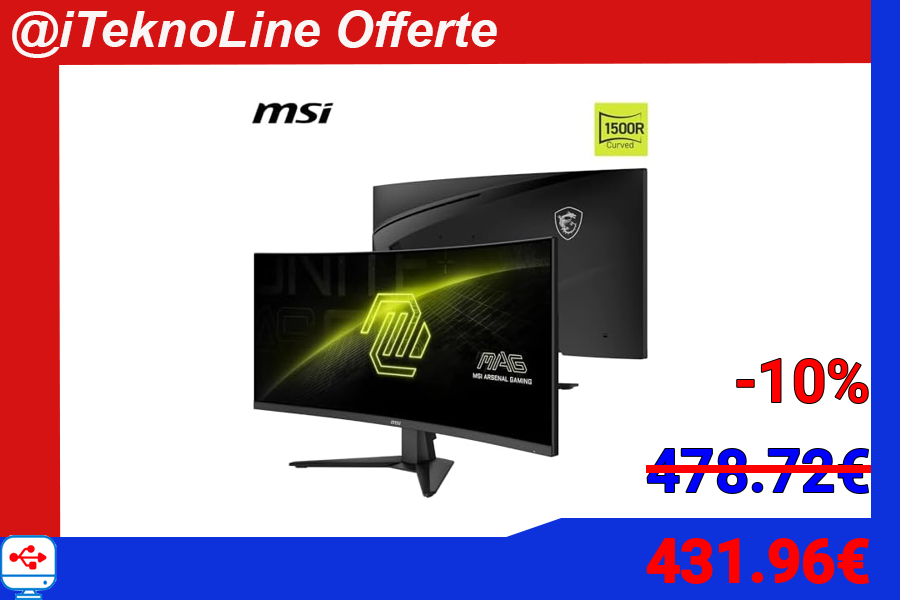 @iTeknoLine Offerte
msi
1500R
Curved
MAG
MSI ARSENAL GAMING
msi
-10%
478.72€
431.96€